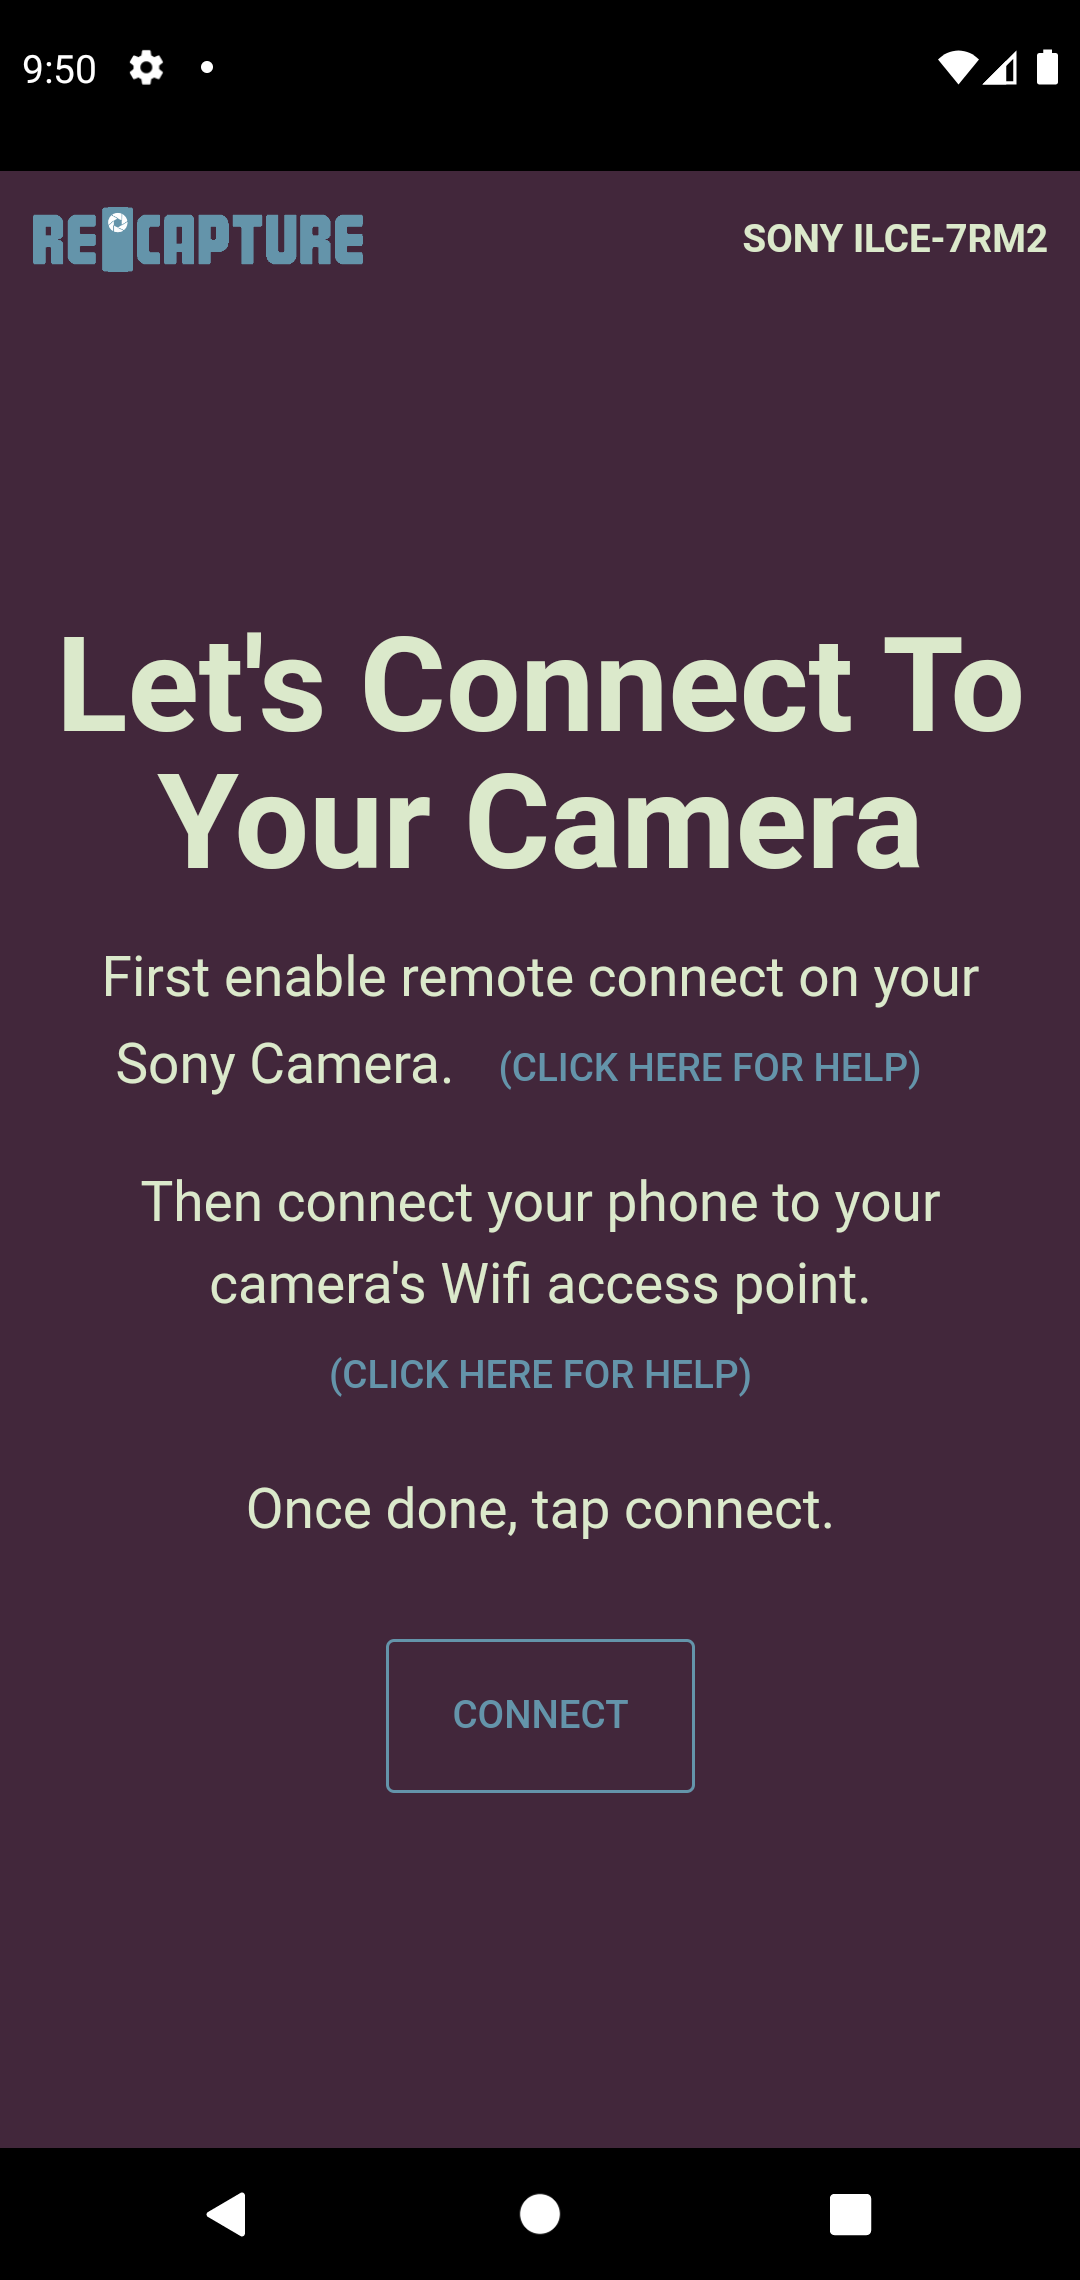 9:50
RECAPTURE
SONY ILCE-7RM2
Let's Connect To
Your Camera
First enable remote connect on your
Sony Camera. (CLICK HERE FOR HELP)
Then connect your phone to your
camera's Wifi access point.
(CLICK HERE FOR HELP)
Once done, tap connect.
CONNECT